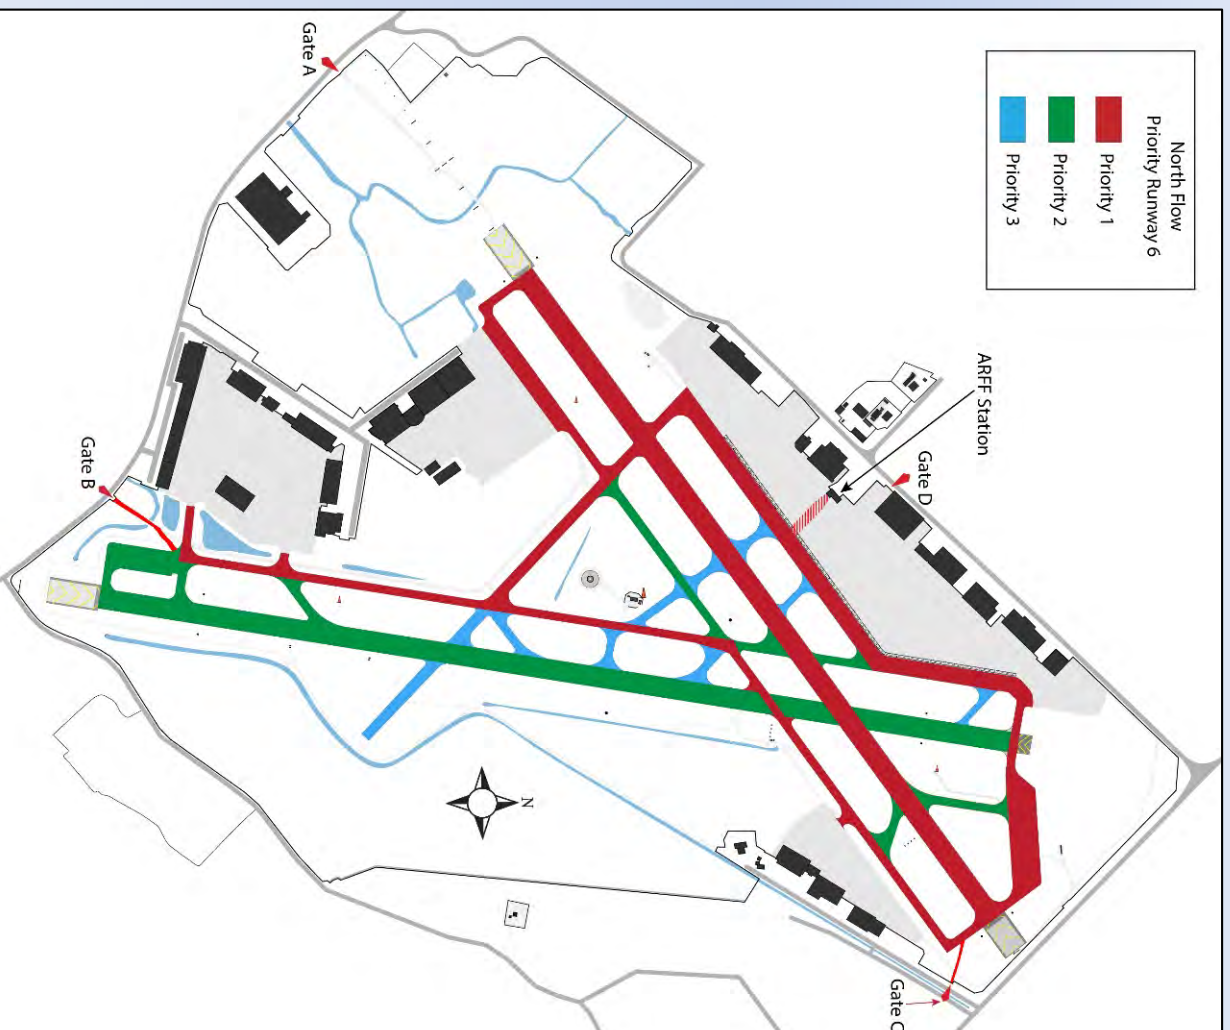 North Flow
Priority Runway 6
Priority 1
Priority 2
Priority 3
ARFF Station
Gate D
Gate A
Gate B
Gate C
N